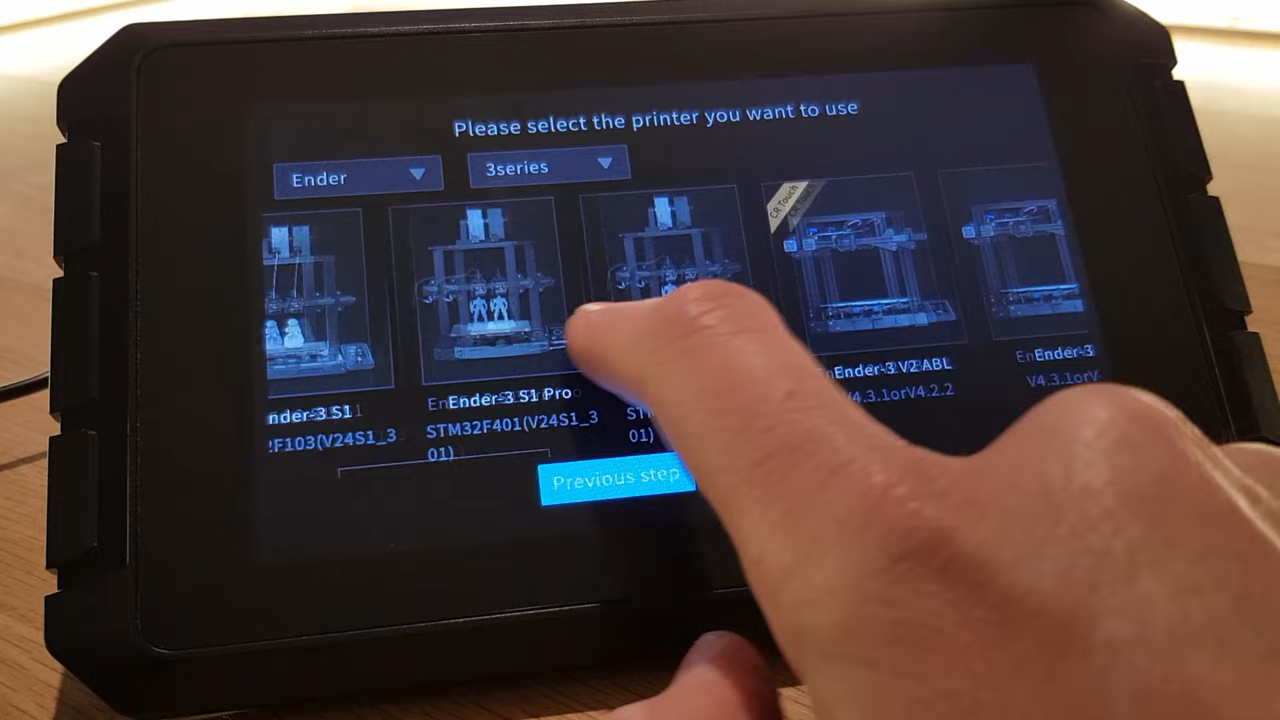 Please select the printer you want to use
Ender
3series
CR Touch
nder-3 S1
Ender-3 S1 Pro
Ender-3 V2 ABL
Ender-3
F103(V24S1_3
STM32F401(V24S1_3
01)
01)
V4.3.1orV4.2.2
V4.3.1orV
Previous step